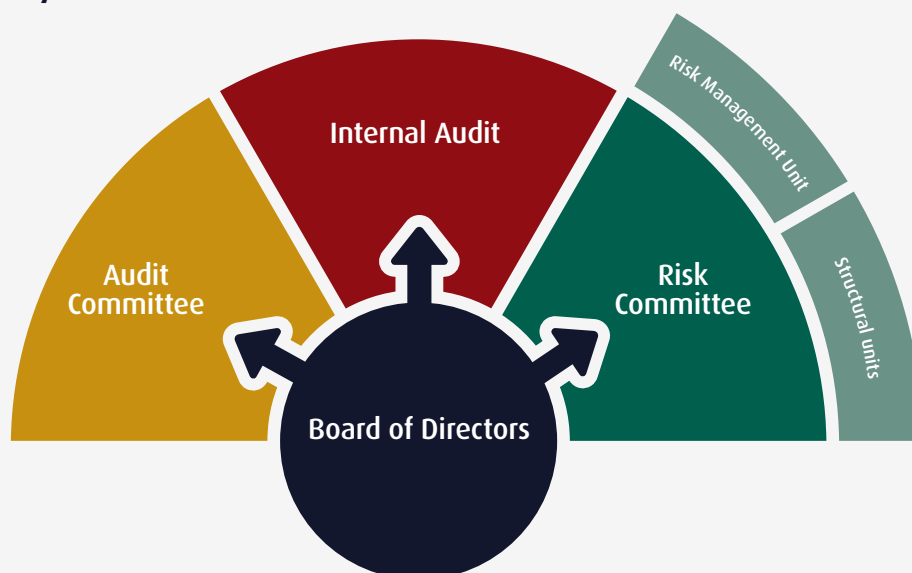 Internal Audit
Risk Management Unit
Audit
Committee
Risk
Committee
Structural units
Board of Directors